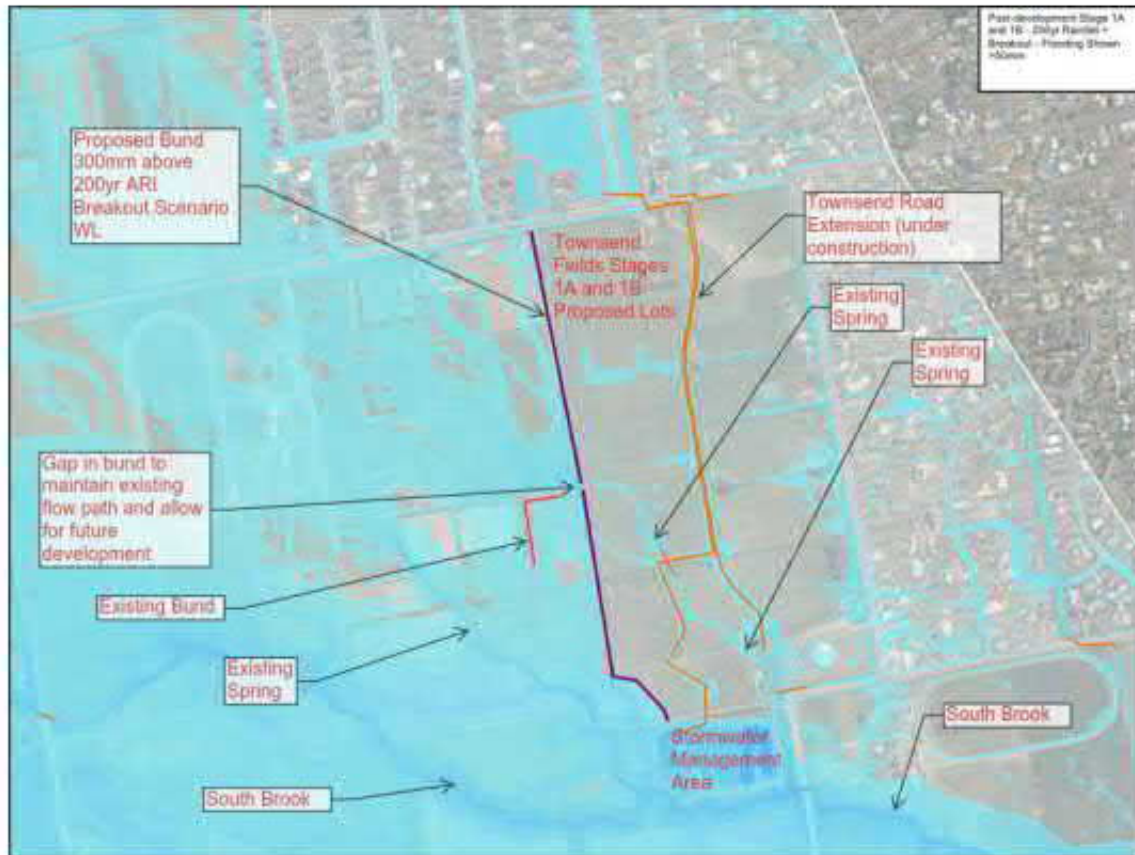 Post-development Stage 1A
and 1B - 200yr Rainfall +
Breakout - Flooding Shown
Proposed Bund
300mm above
200yr ARI
Breakout Scenario
WL
Townsend
Fields Stages
1A and 1B
Proposed Lots
Townsend Road
Extension (under
construction)
Existing
Spring
Existing
Spring
Gap in bund to
maintain existing
flow path and allow
for future
development
Existing Bund
Existing
Spring
South Brook
Stormwater
Management
Area
South Brook